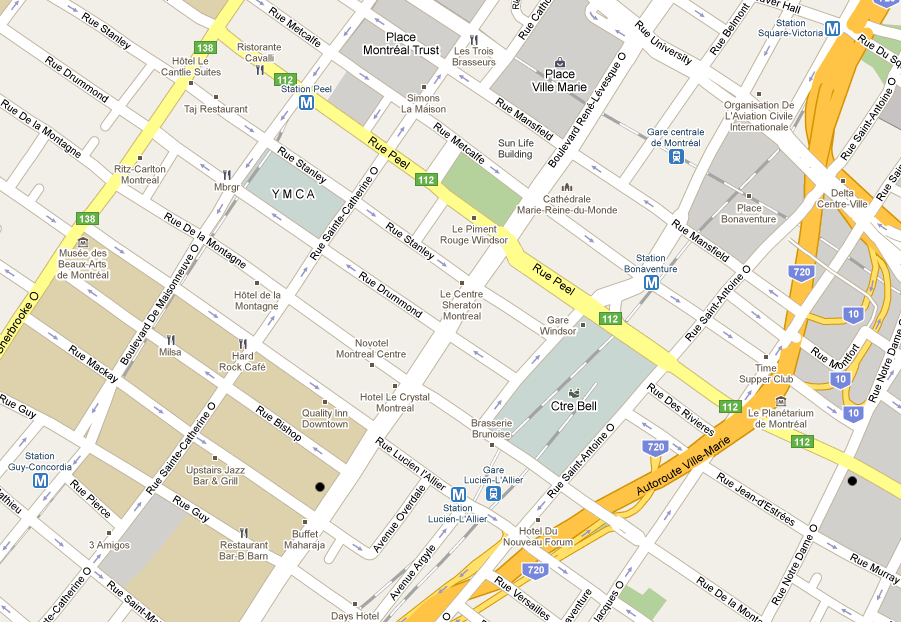 Rue Stanley
Rue Metcalfe
138
Hôtel Le
Cantlie Suites
Ristorante
Cavalli
Place
Montréal Trust
Les Trois
Brasseurs
Rue University
Rue Belmont
Station
Square-Victoria
M
720
Rue Drummond
Taj Restaurant
112
Station Peel
M
Simons
La Maison
Place
Ville Marie
Boulevard René-Lévesque O
Organisation De
L'Aviation Civile
Internationale
Rue Saint-Antoine O
Rue De la Montagne
Rue Peel
Rue Metcalfe
Rue Mansfield
Sun Life
Building
Gare centrale
de Montréal
Ritz-Carlton
Montreal
Mbrgr
Rue Stanley
Y M C A
Rue Sainte-Catherine O
112
Cathédrale
Marie-Reine-du-Monde
Place
Bonaventure
Delta
Centre-Ville
138
Rue De la Montagne
Rue Stanley
Le Piment
Rouge Windsor
Rue Mansfield
Musée des
Beaux-Arts
de Montréal
Boulevard De Maisonneuve O
Rue Drummond
Rue Peel
Station
Bonaventure
M
Rue Saint-Antoine O
720
10
Hôtel de la
Montagne
Le Centre
Sheraton
Montreal
Gare
Windsor
112
Sherbrooke O
Milsa
Hard
Rock Café
Novotel
Montreal Centre
Rue Montfort
Rue Notre Dame O
Rue Mackay
Hotel Le Crystal
Montreal
Time
Supper Club
10
10
Rue Guy
Quality Inn
Downtown
Rue Bishop
Ctre Bell
Rue Des Rivieres
112
Le Planétarium
de Montréal
112
Brasserie
Brunoise
Rue Sainte-Catherine O
Rue Lucien l'Allier
Rue Saint-Antoine O
720
Autoroute Ville-Marie
Station
Guy-Concordia
M
Upstairs Jazz
Bar & Grill
Rue Pierce
Rue Guy
Gare
Lucien-L'Allier
M
Station
Lucien-L'Allier
Rue Jean-d'Estrées
Avenue Overdale
3 Amigos
Restaurant
Bar-B Barn
Buffet
Maharaja
Hotel Du
Nouveau Forum
Rue Notre Dame O
Rue Murray
Avenue Argyle
720
Rue Versailles
Days Hotel